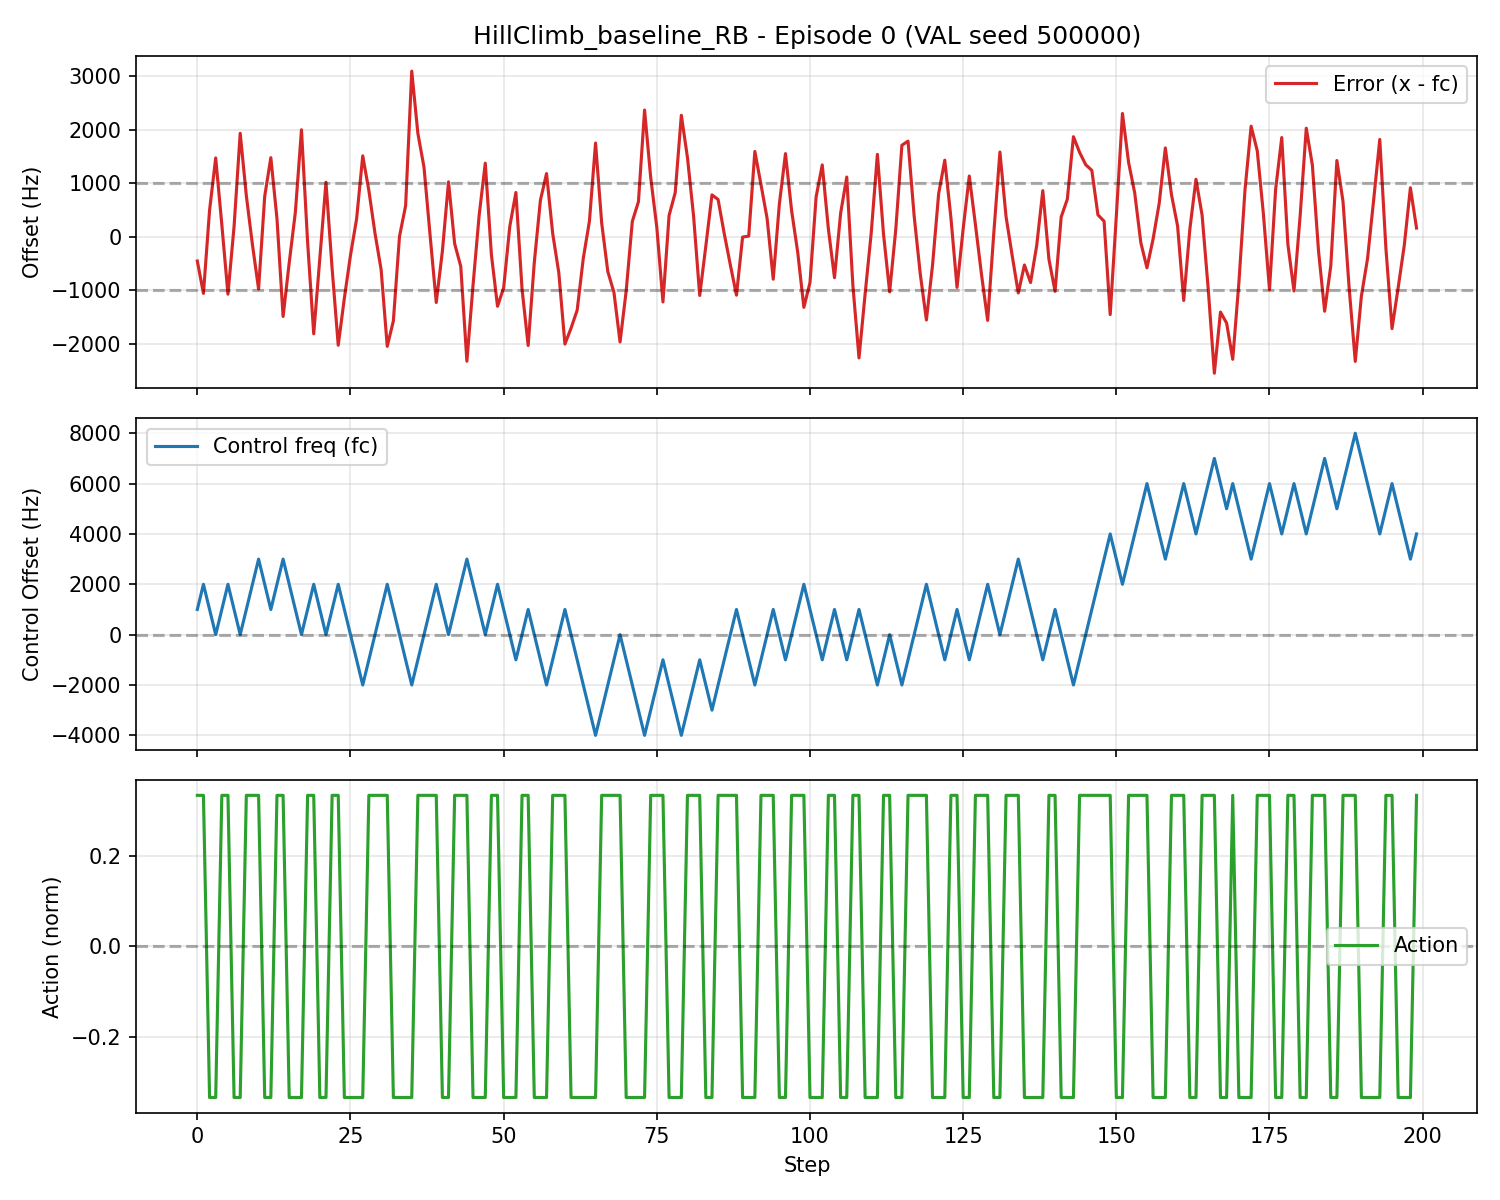 HillClimb_baseline_RB - Episode 0 (VAL seed 500000)
Offset (Hz)
3000
2000
1000
0
−1000
−2000
Error (x - fc)
Control Offset (Hz)
8000
6000
4000
2000
0
−2000
−4000
Control freq (fc)
Action (norm)
0.2
0.0
−0.2
Action
0 25 50 75 100 125 150 175 200
Step